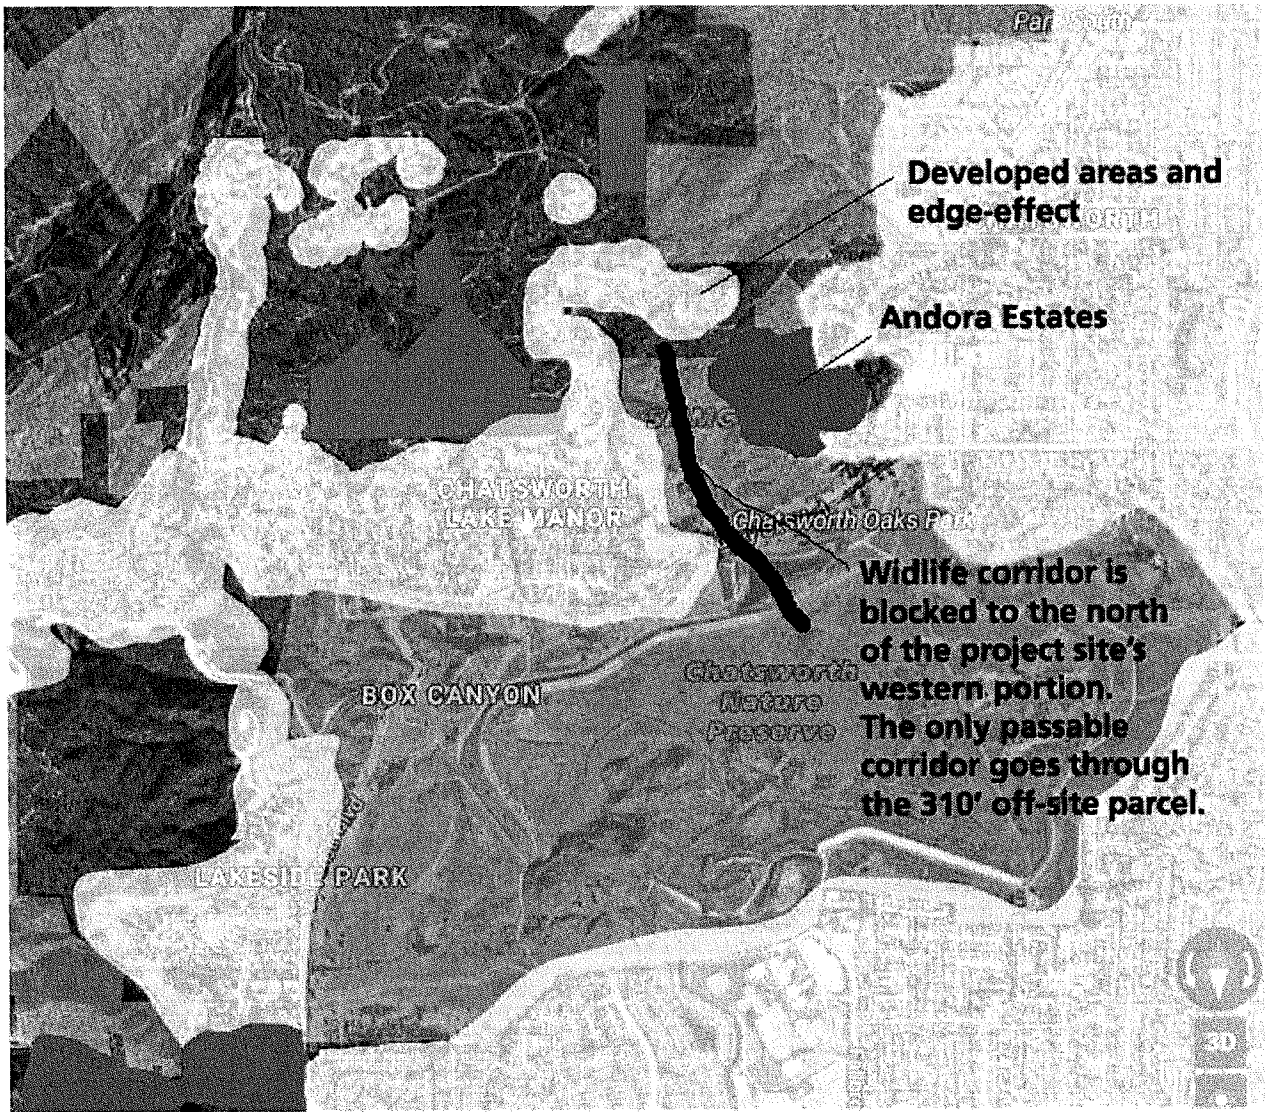 Developed areas and
edge-effect
Andora Estates
CHATSWORTH
LAKE MANOR
Chatsworth Oaks Park
Widlife corridor is
blocked to the north
of the project site's
western portion.
The only passable
corridor goes through
the 310' off-site parcel.
Chatsworth
Nature
Preserve
BOX CANYON
LAKESIDE PARK
3D